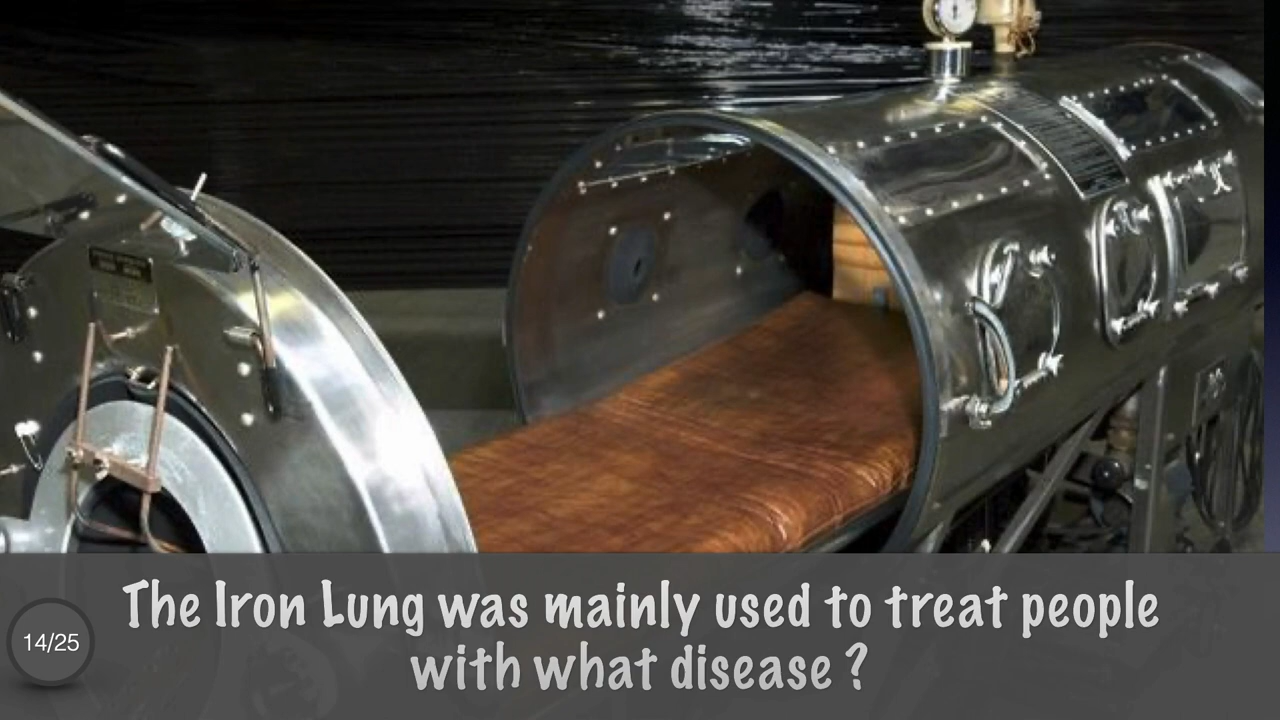 The Iron Lung was mainly used to treat people
14/25
with what disease ?